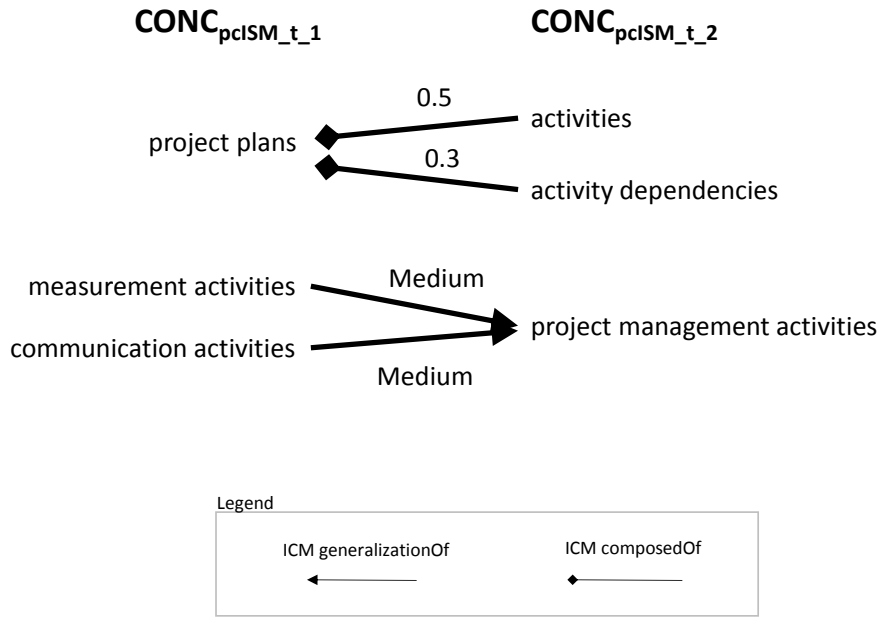 CONCpcISM_t_1 CONCpcISM_t_2
0.5
activities
project plans
0.3
activity dependencies
Medium
measurement activities
project management activities
communication activities
Medium
Legend
ICM generalizationOf ICM composedOf